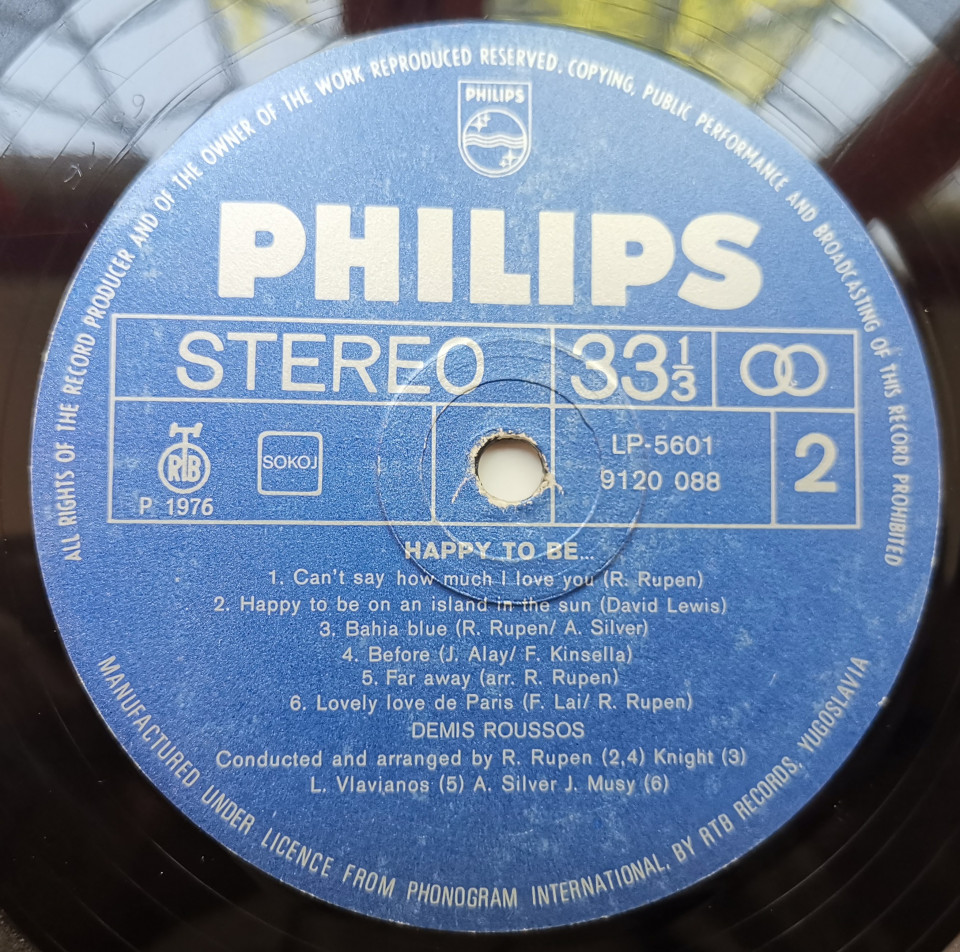 ALL RIGHTS OF THE RECORD PRODUCER AND OF THE OWNER OF THE WORK REPRODUCED RESERVED. COPYING, PUBLIC PERFORMANCE AND BROADCASTING OF THIS RECORD PROHIBITED
PHILIPS
PHILIPS
STEREO 33 1/3
RTB SOKOJ
P 1976
LP-5601
9120 088
2
HAPPY TO BE...
1. Can't say how much I love you (R. Rupen)
2. Happy to be on an island in the sun (David Lewis)
3. Bahia blue (R. Rupen/ A. Silver)
4. Before (J. Alay/ F. Kinsella)
5. Far away (arr. R. Rupen)
6. Lovely love de Paris (F. Lai/ R. Rupen)
DEMIS ROUSSOS
Conducted and arranged by R. Rupen (2,4) Knight (3)
L. Vlavianos (5) A. Silver J. Musy (6)
MANUFACTURED UNDER LICENCE FROM PHONOGRAM INTERNATIONAL, BY RTB RECORDS, YUGOSLAVIA